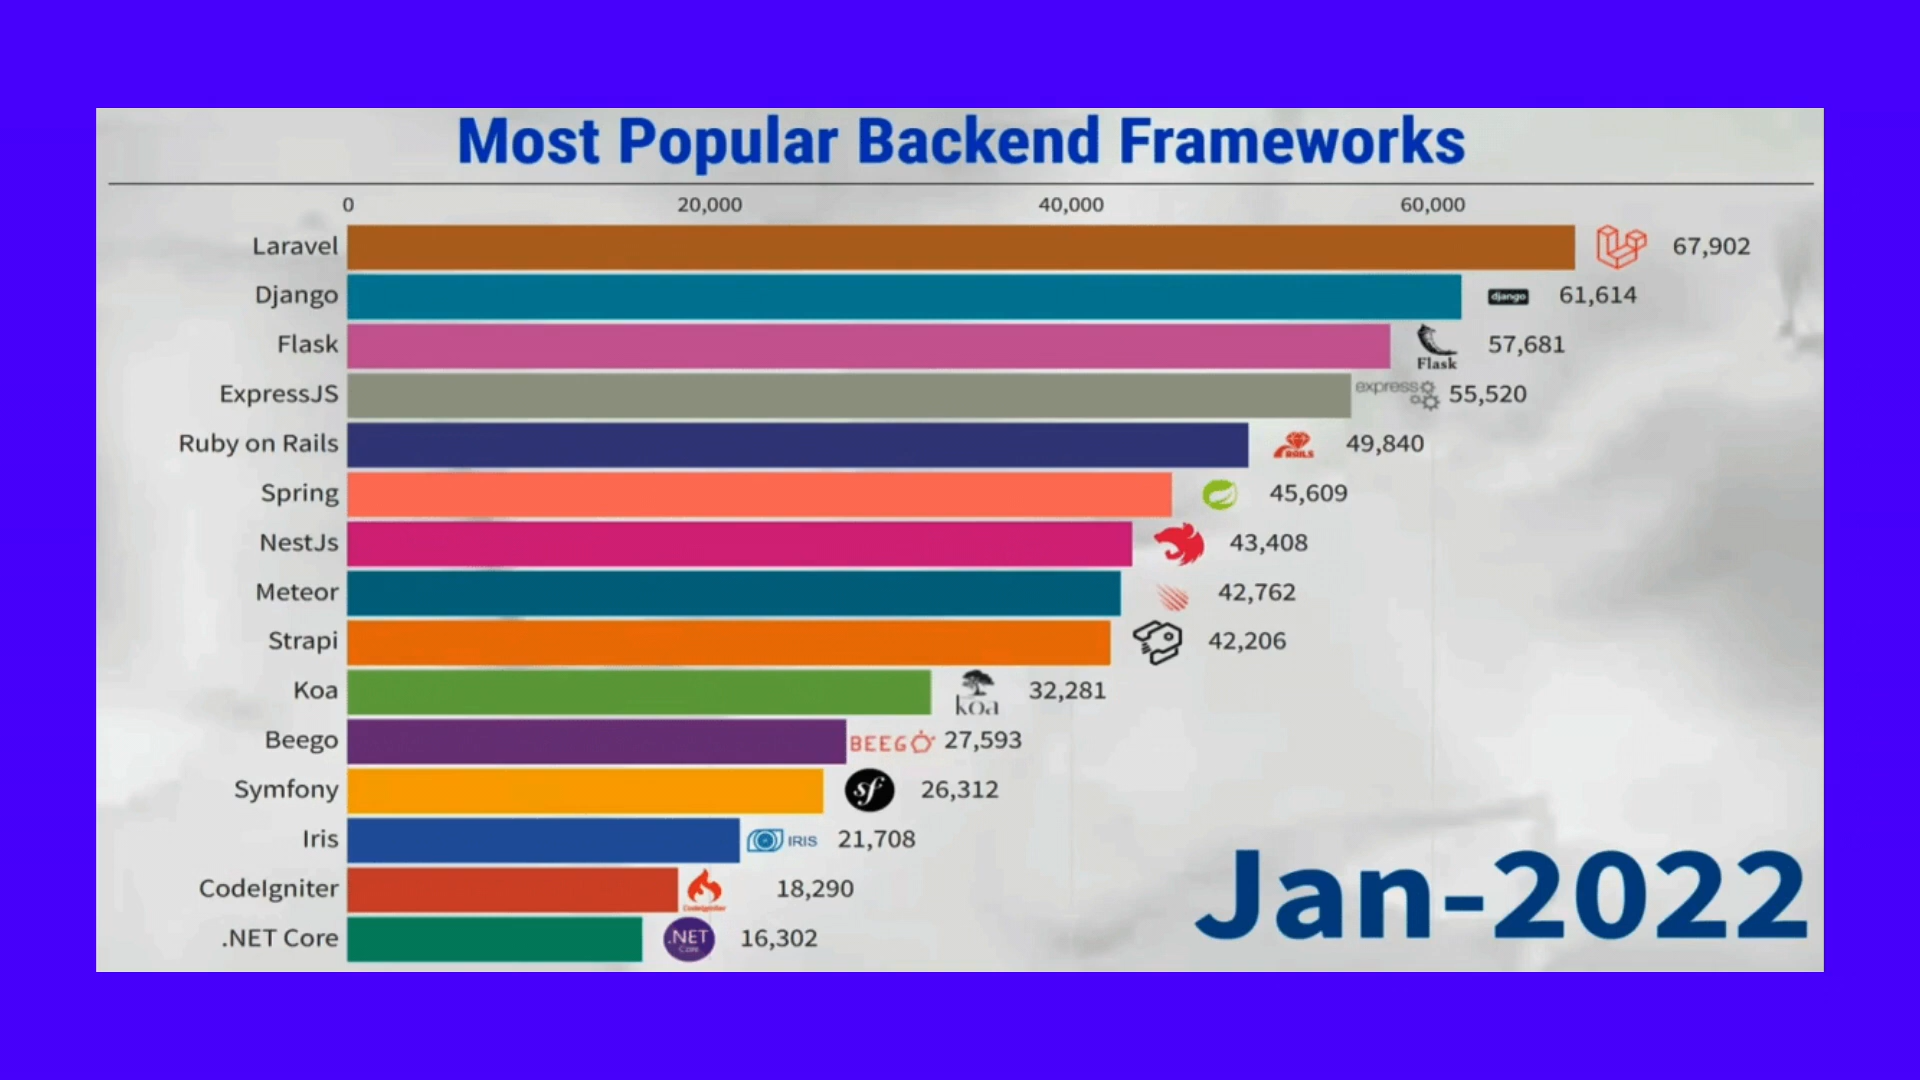 Most Popular Backend Frameworks
0 20,000 40,000 60,000
Laravel 67,902
Django django 61,614
Flask Flask 57,681
ExpressJS express 55,520
Ruby on Rails RAILS 49,840
Spring 45,609
NestJs 43,408
Meteor 42,762
Strapi 42,206
Koa koa 32,281
Beego BEEGO 27,593
Symfony sf 26,312
Iris IRIS 21,708
CodeIgniter CodeIgniter 18,290
.NET Core .NET Core 16,302
Jan-2022